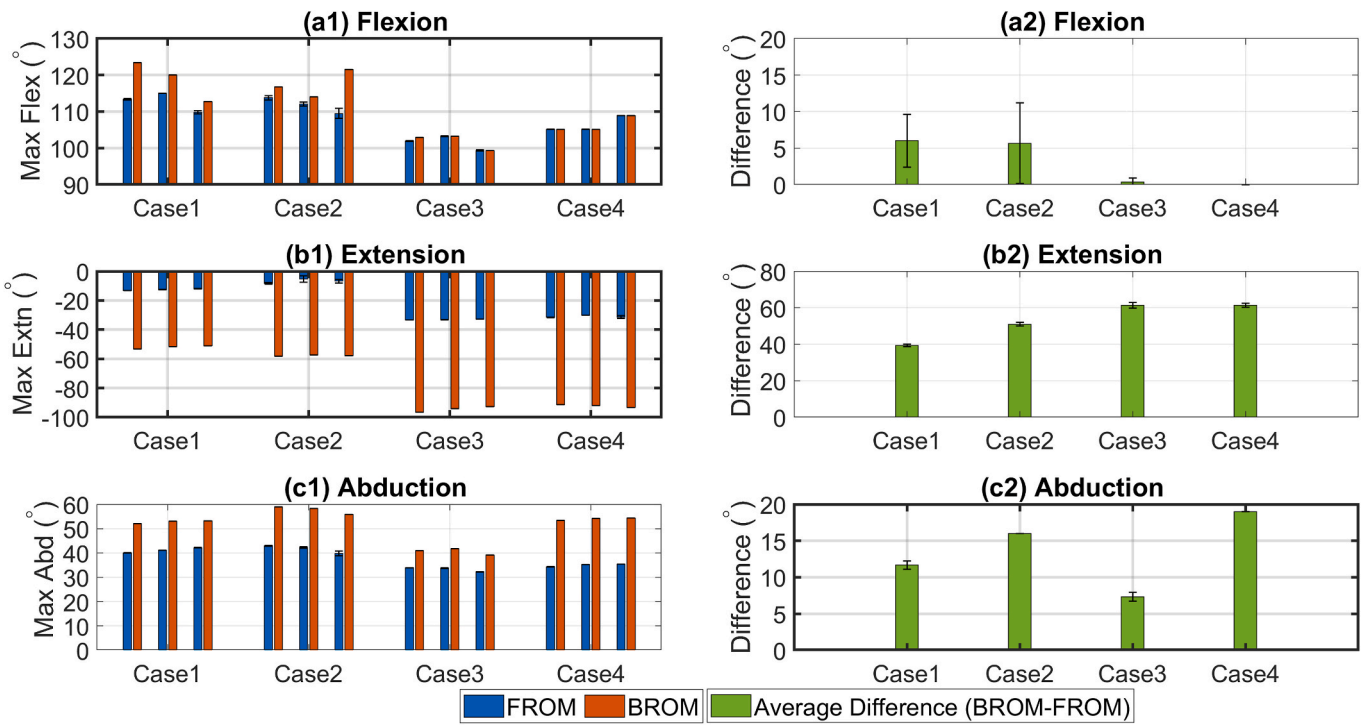 (a1) Flexion
Max Flex (°)
130
120
110
100
90
Case1 Case2 Case3 Case4
(a2) Flexion
Diffence (°)
20
15
10
5
0
Case1 Case2 Case3 Case4
(b1) Extension
Max Extn (°)
0
-20
-40
-60
-80
-100
Case1 Case2 Case3 Case4
(b2) Extension
Difference (°)
80
60
40
20
0
Case1 Case2 Case3 Case4
(c1) Abduction
Max Abd (°)
60
50
40
30
20
10
0
Case1 Case2 Case3 Case4
(c2) Abduction
Difference (°)
20
15
10
5
0
Case1 Case2 Case3 Case4
FROM BROM Average Difference (BROM-FROM)